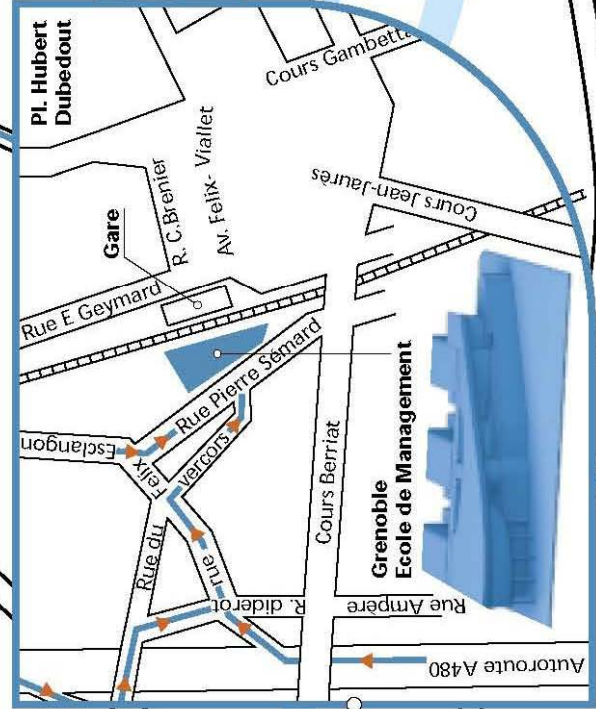 Pl. Hubert
Dubedout
Cours Gambetta
R. C.Brenier
Av. Felix- Viallet
Gare
Rue E Geymard
Cours Jean-Jaurès
Rue Pierre Sémard
Esclangon
Felix
vercors
Rue du
rue
Cours Berriat
Grenoble
Ecole de Management
R. diderot
Rue Ampère
Autoroute A480